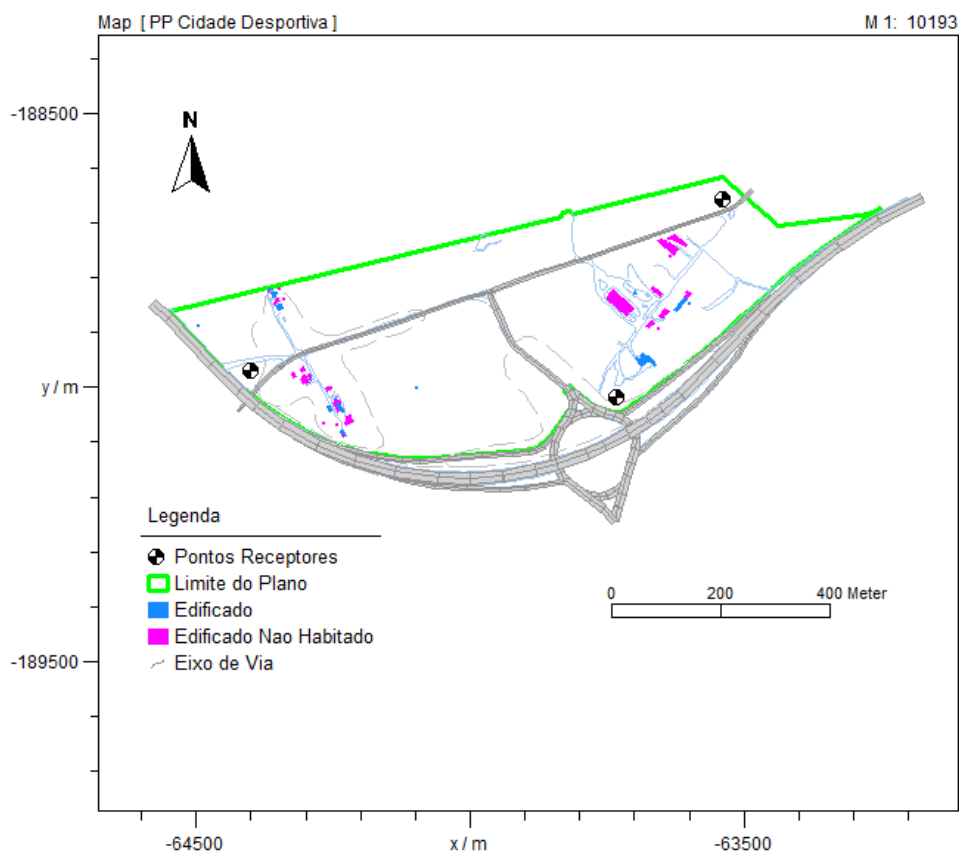 Map [ PP Cidade Desportiva ] M 1: 10193
-188500
N
y / m
Legenda
Pontos Receptores
Limite do Plano
0 200 400 Meter
Edificado
Edificado Nao Habitado
Eixo de Via
-189500
-64500 x / m -63500